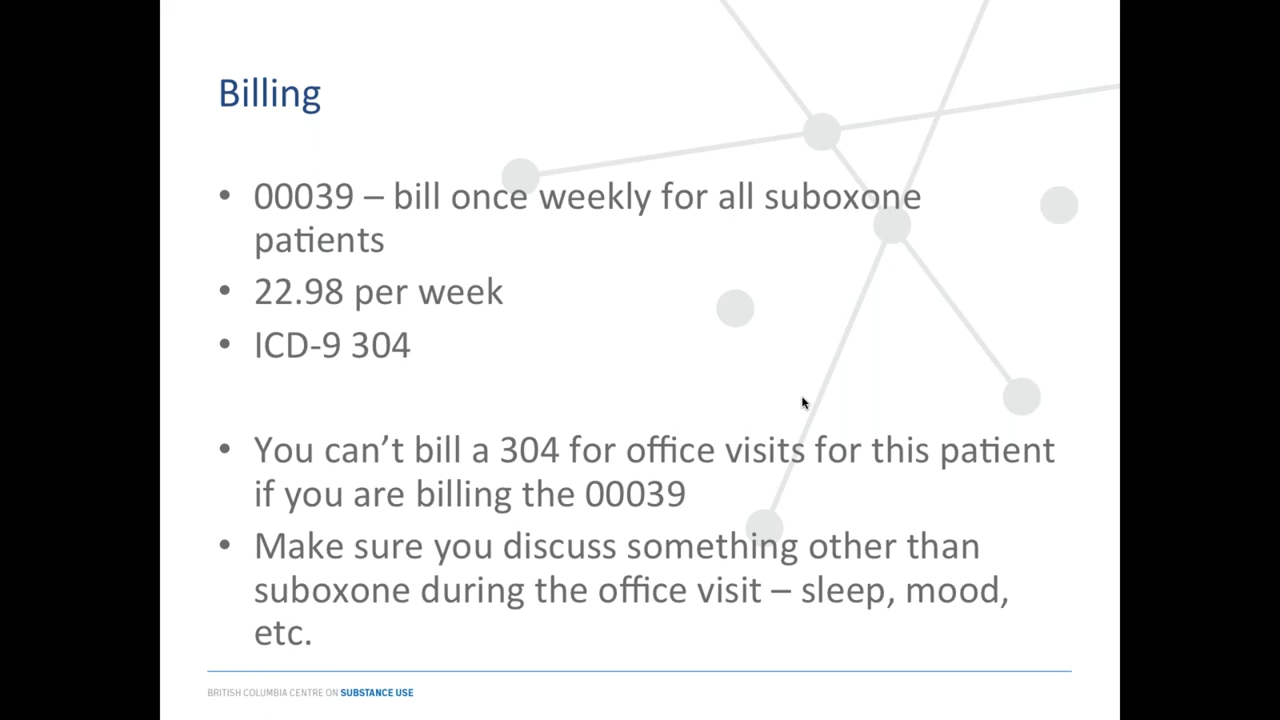 Billing
• 00039 – bill once weekly for all suboxone
patients
• 22.98 per week
• ICD-9 304
• You can’t bill a 304 for office visits for this patient
if you are billing the 00039
• Make sure you discuss something other than
suboxone during the office visit – sleep, mood,
etc.
BRITISH COLUMBIA CENTRE ON SUBSTANCE USE